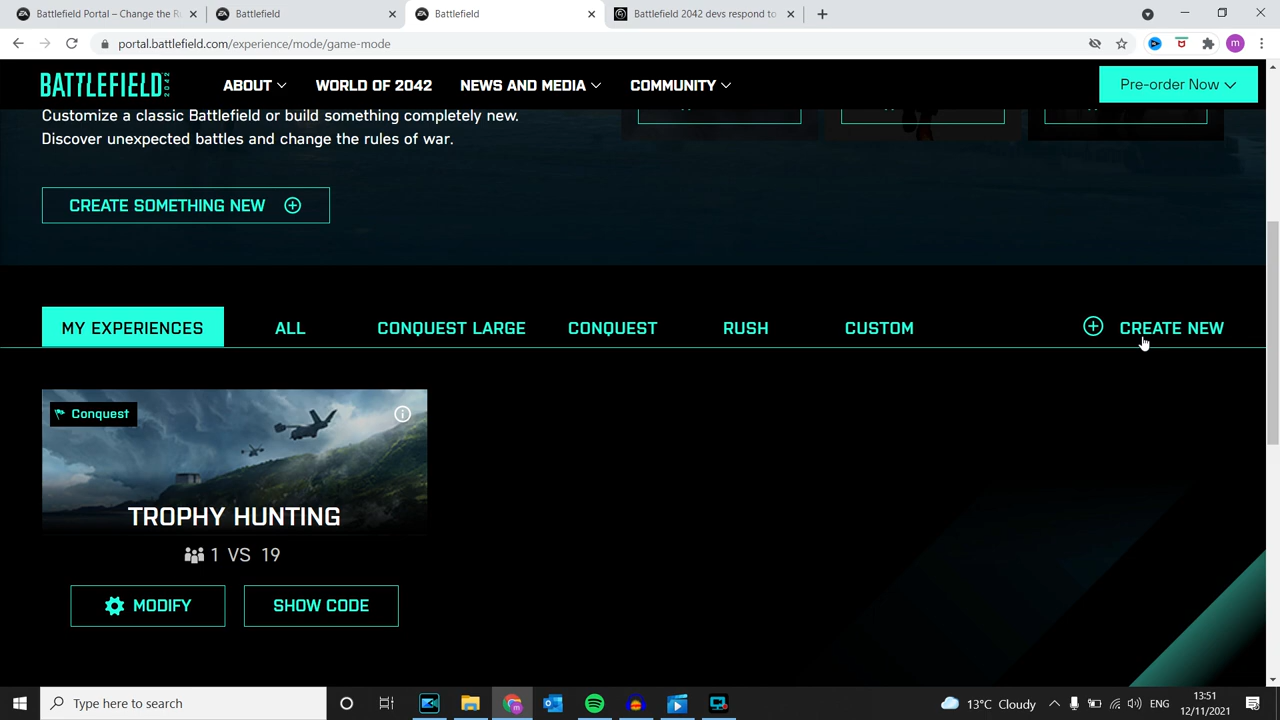 Battlefield Portal – Change the R
Battlefield
Battlefield
Battlefield 2042 devs respond to
portal.battlefield.com/experience/mode/game-mode
m
BATTLEFIELD 2042
ABOUT
WORLD OF 2042
NEWS AND MEDIA
COMMUNITY
Pre-order Now
Customize a classic Battlefield or build something completely new.
Discover unexpected battles and change the rules of war.
CREATE SOMETHING NEW
MY EXPERIENCES
ALL
CONQUEST LARGE
CONQUEST
RUSH
CUSTOM
CREATE NEW
Conquest
TROPHY HUNTING
1 VS 19
MODIFY
SHOW CODE
Type here to search
13°C Cloudy
ENG
13:51
12/11/2021